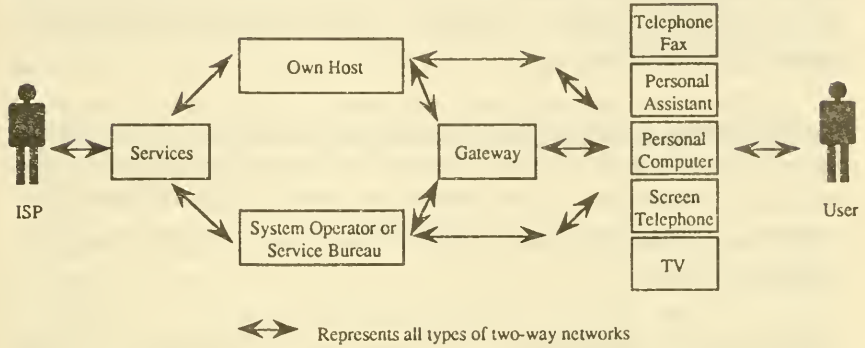 Telephone
Fax
Own Host
Personal
Assistant
Services
Gateway
Personal
Computer
ISP
User
System Operator or
Service Bureau
Screen
Telephone
TV
Represents all types of two-way networks